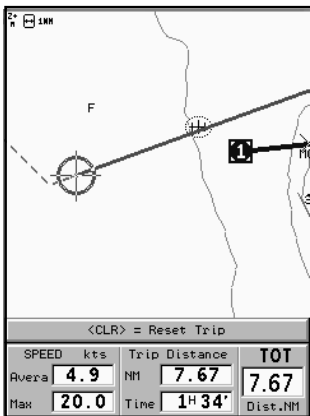 Z+
M 1NM
F
1
MO
<CLR> = Reset Trip
SPEED kts
Avera 4.9
Max 20.0
Trip Distance
NM 7.67
Time 1H 34'
TOT
7.67
Dist.NM